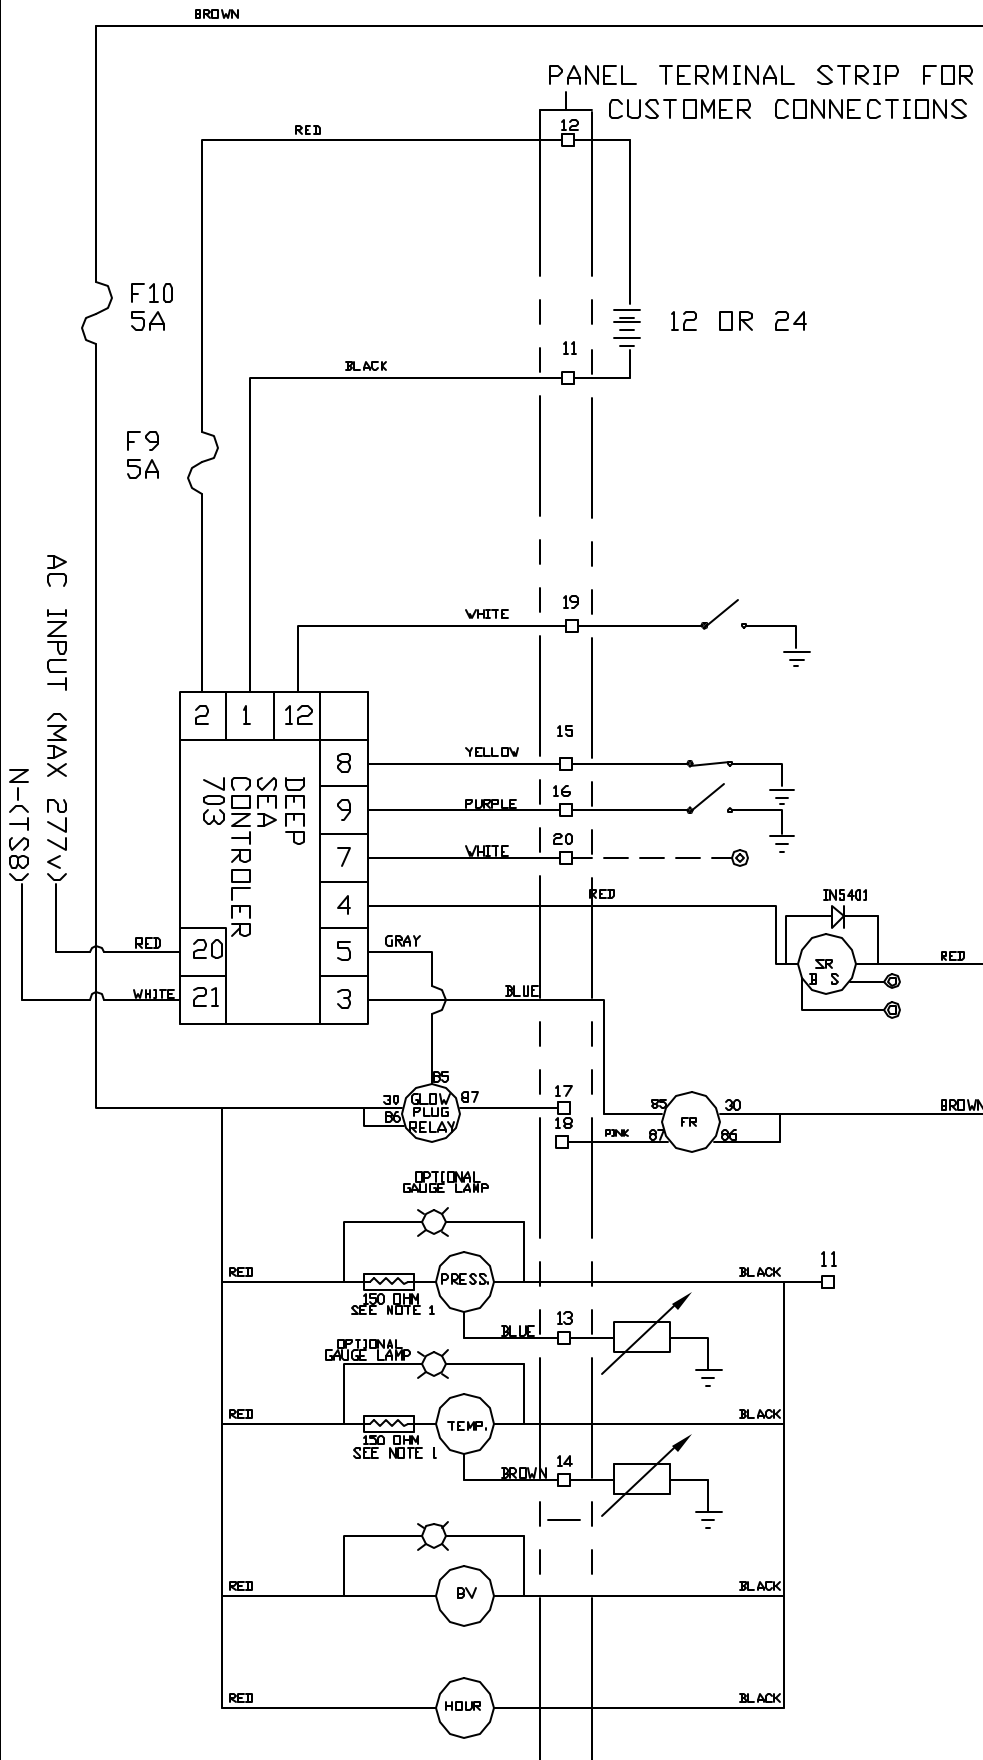 BROWN
PANEL TERMINAL STRIP FOR
CUSTOMER CONNECTIONS
12
RED
F10
5A
12 OR 24
11
BLACK
F9
5A
AC INPUT (MAX 277v)
N-(TS8)
19
WHITE
2
1
12
15
YELLOW
8
16
PURPLE
9
20
WHITE
7
DEEP
SEA
CONTROLER
703
RED
4
IN5401
RED
20
5
GRAY
SR
B S
RED
WHITE
21
3
BLUE
85
30
GLOW
PLUG
RELAY
87
86
17
18
85
30
FR
BROWN
PINK
87
86
OPTIONAL
GAUGE LAMP
RED
PRESS.
BLACK
11
150 OHM
SEE NOTE 1
BLUE
13
OPTIONAL
GAUGE LAMP
RED
TEMP.
BLACK
150 OHM
SEE NOTE 1
BROWN
14
RED
BV
BLACK
RED
HOUR
BLACK